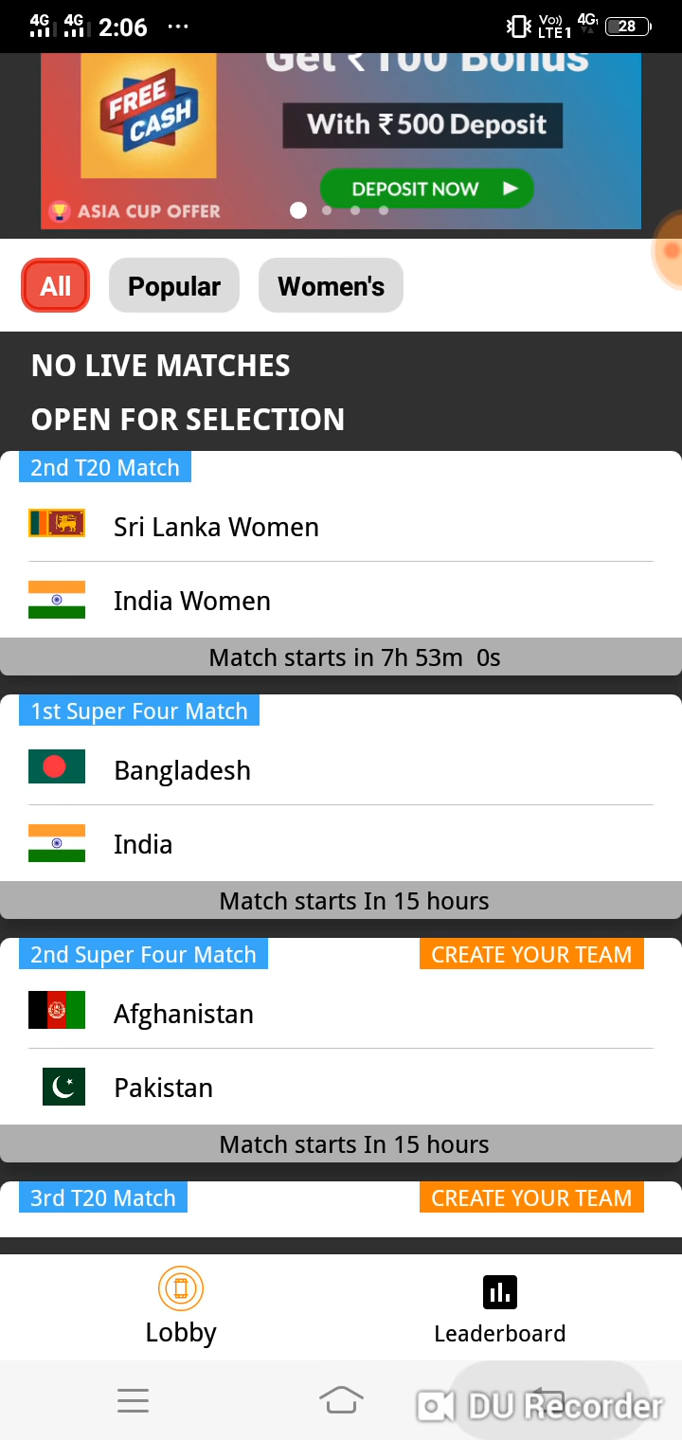 4G 4G 2:06 ... Vo)) LTE1 4G 28
Get ₹100 Bonus
FREE CASH
With ₹500 Deposit
DEPOSIT NOW
ASIA CUP OFFER
All Popular Women's
NO LIVE MATCHES
OPEN FOR SELECTION
2nd T20 Match
Sri Lanka Women
India Women
Match starts in 7h 53m 0s
1st Super Four Match
Bangladesh
India
Match starts In 15 hours
2nd Super Four Match CREATE YOUR TEAM
Afghanistan
Pakistan
Match starts In 15 hours
3rd T20 Match CREATE YOUR TEAM
Lobby Leaderboard
DU Recorder